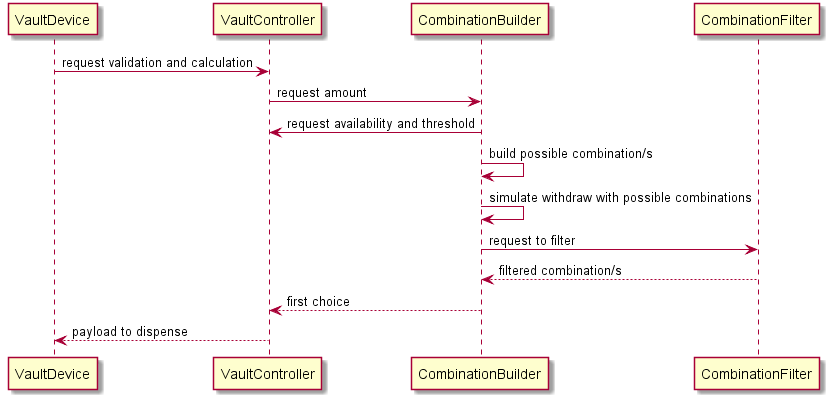 VaultDevice
VaultController
CombinationBuilder
CombinationFilter
request validation and calculation
request amount
request availability and threshold
build possible combination/s
simulate withdraw with possible combinations
request to filter
filtered combination/s
first choice
payload to dispense
VaultDevice
VaultController
CombinationBuilder
CombinationFilter